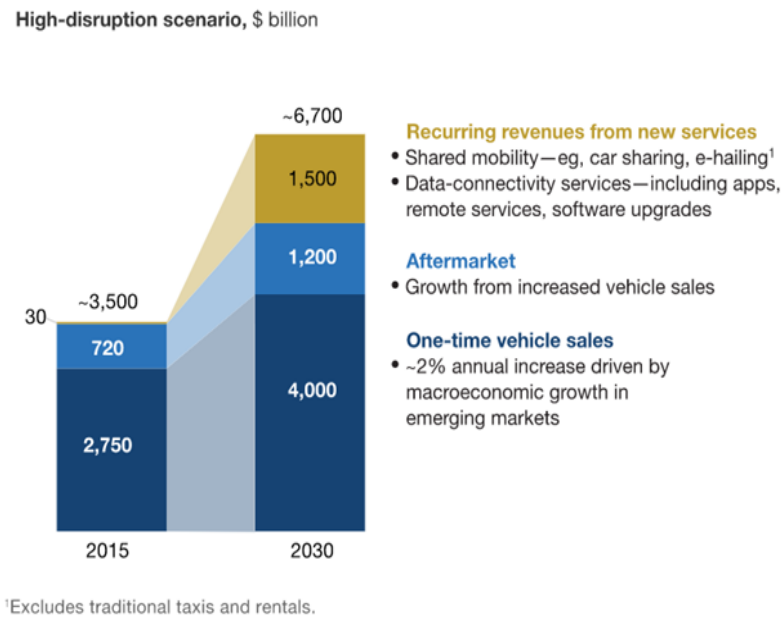 High-disruption scenario, $ billion
~6,700
1,500
1,200
4,000
~3,500
30
720
2,750
2015
2030
Recurring revenues from new services
• Shared mobility—eg, car sharing, e-hailing¹
• Data-connectivity services—including apps,
remote services, software upgrades
Aftermarket
• Growth from increased vehicle sales
One-time vehicle sales
• ~2% annual increase driven by
macroeconomic growth in
emerging markets
¹Excludes traditional taxis and rentals.